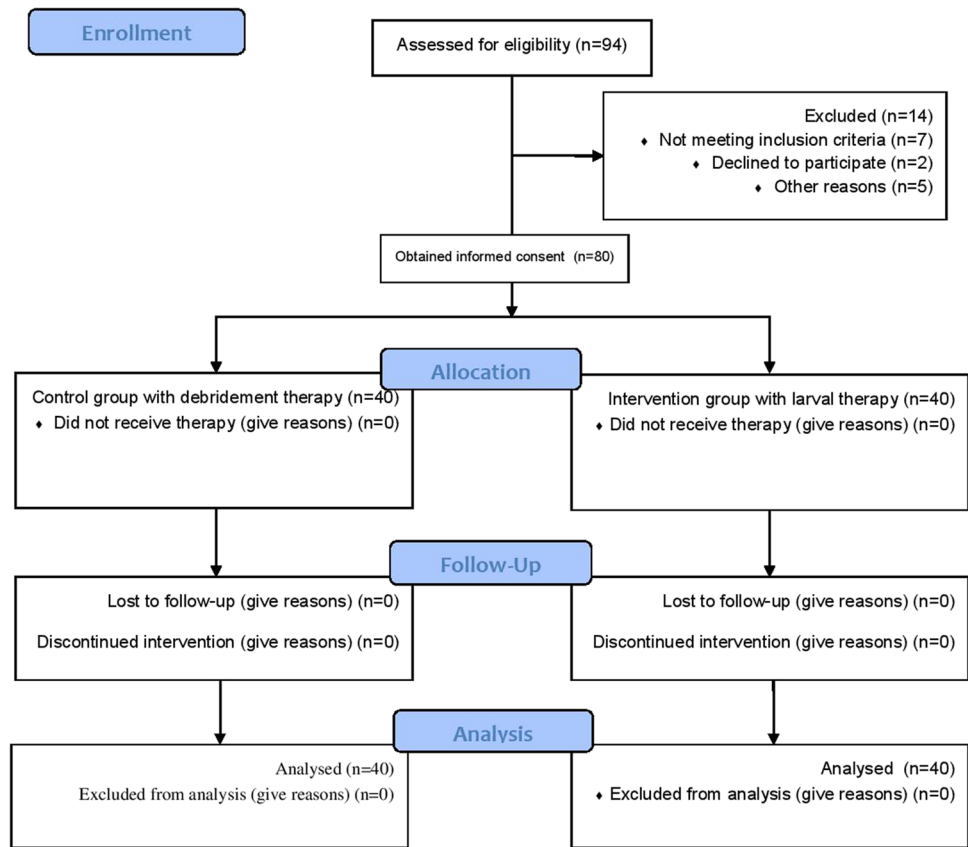 Enrollment
Assessed for eligibility (n=94)
Excluded (n=14)
♦ Not meeting inclusion criteria (n=7)
♦ Declined to participate (n=2)
♦ Other reasons (n=5)
Obtained informed consent (n=80)
Allocation
Control group with debridement therapy (n=40)
♦ Did not receive therapy (give reasons) (n=0)
Intervention group with larval therapy (n=40)
♦ Did not receive therapy (give reasons) (n=0)
Follow-Up
Lost to follow-up (give reasons) (n=0)
Discontinued intervention (give reasons) (n=0)
Lost to follow-up (give reasons) (n=0)
Discontinued intervention (give reasons) (n=0)
Analysis
Analysed (n=40)
Excluded from analysis (give reasons) (n=0)
Analysed (n=40)
♦ Excluded from analysis (give reasons) (n=0)